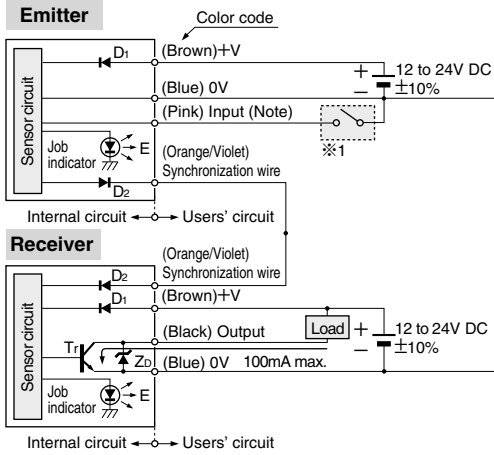 Emitter
Color code
D1
(Brown)+V
+
12 to 24V DC
−
±10%
(Blue) 0V
(Pink) Input (Note)
※1
Sensor circuit
Job
indicator
E
(Orange/Violet)
Synchronization wire
D2
Internal circuit
Users' circuit
Receiver
(Orange/Violet)
Synchronization wire
D2
D1
(Brown)+V
(Black) Output
Load
+
12 to 24V DC
−
±10%
Tr
ZD
(Blue) 0V
100mA max.
Sensor circuit
Job
indicator
E
Internal circuit
Users' circuit